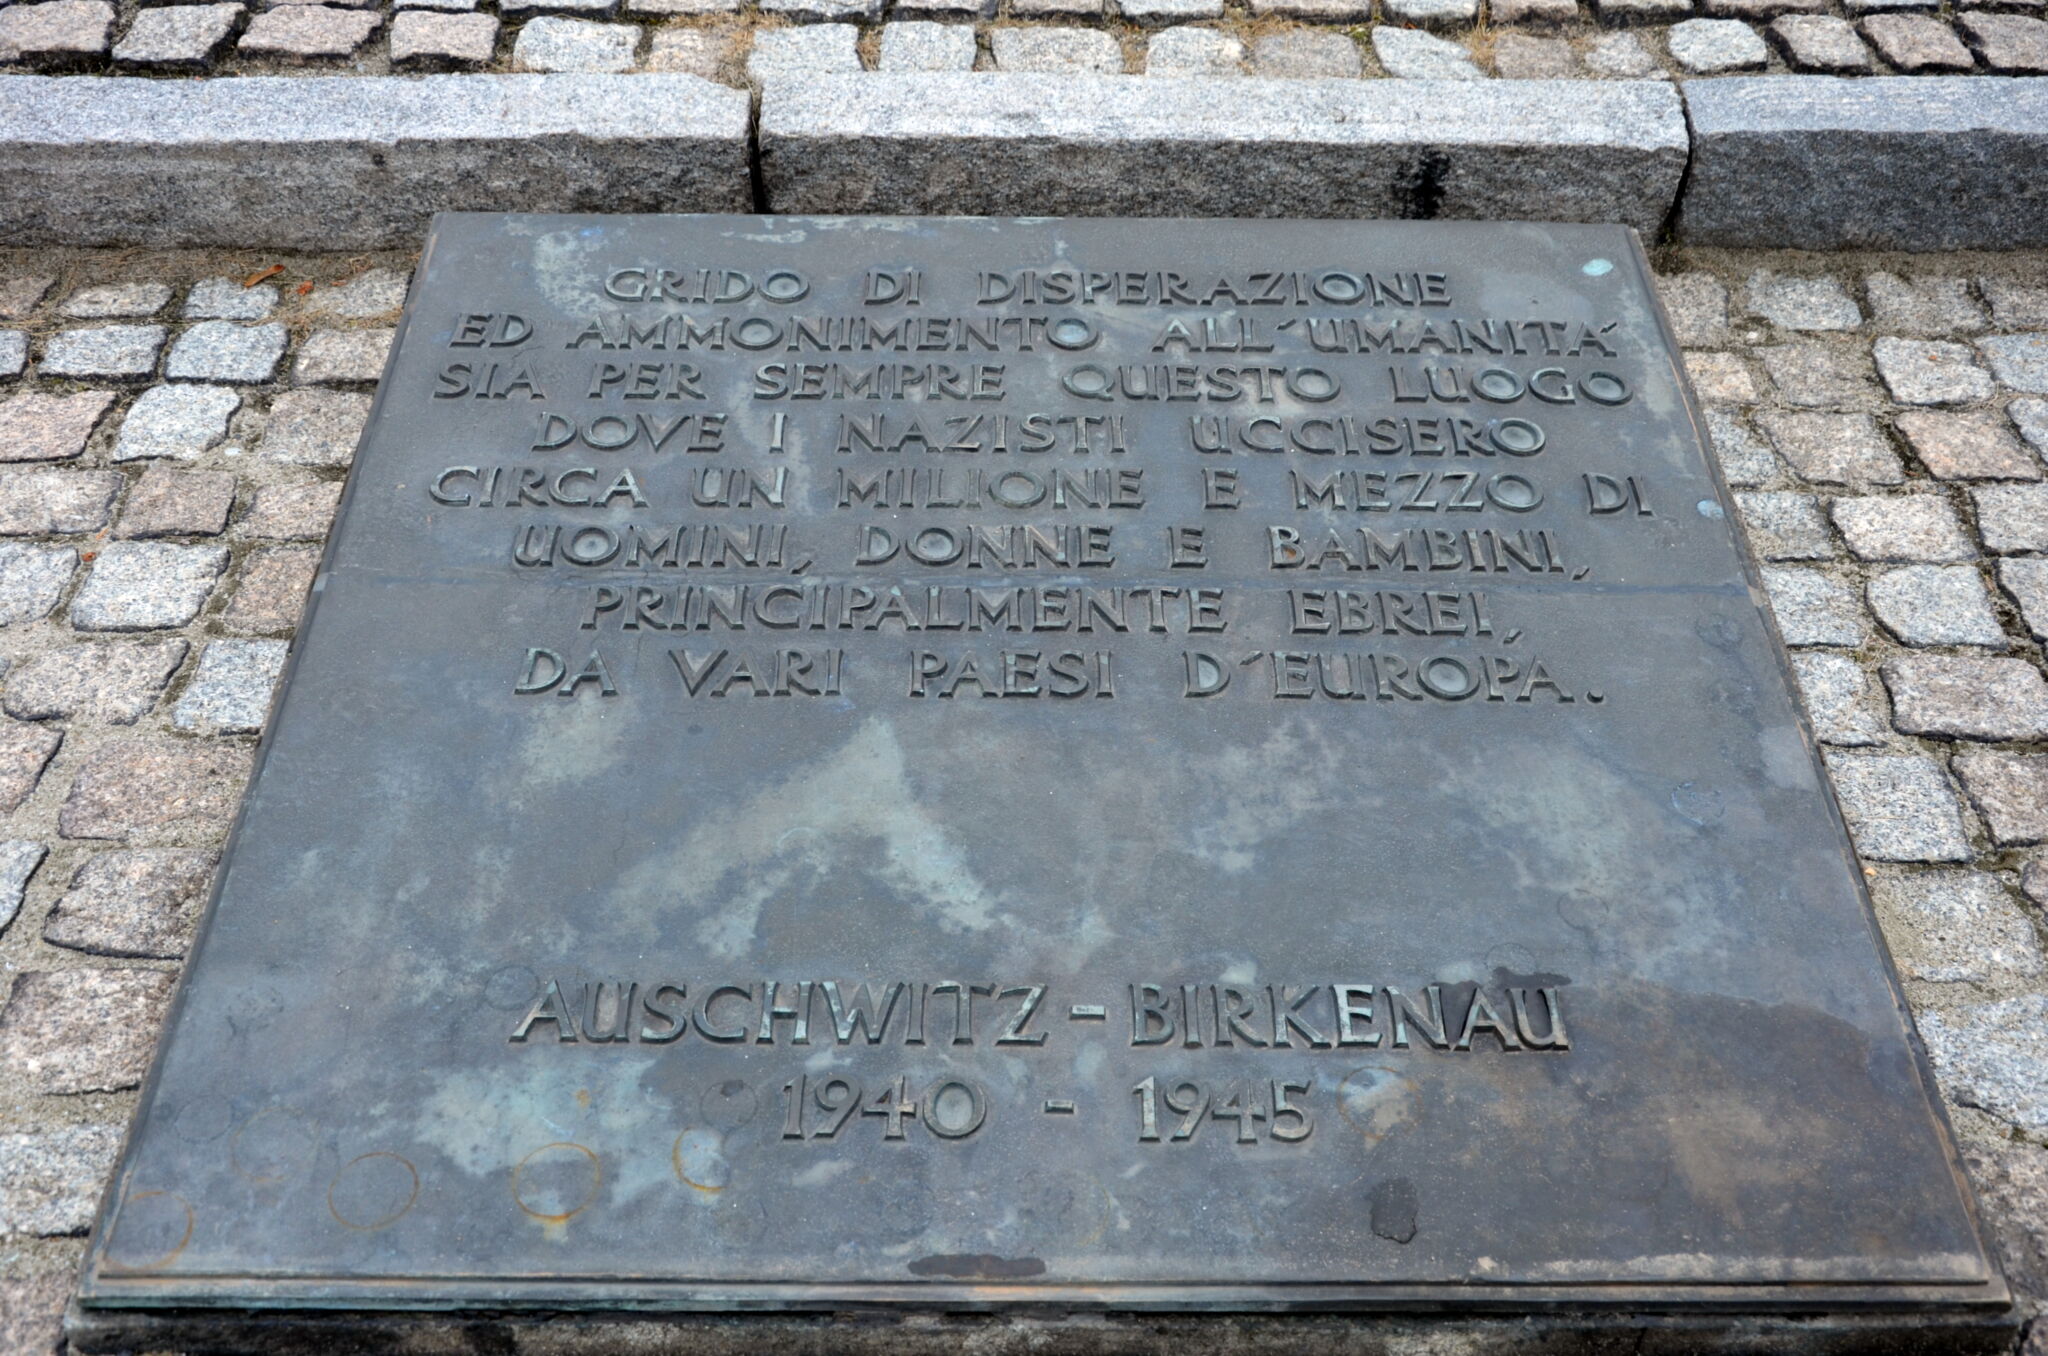 GRIDO DI DISPERAZIONE
ED AMMONIMENTO ALL´UMANITÁ
SIA PER SEMPRE QUESTO LUOGO
DOVE I NAZISTI UCCISERO
CIRCA UN MILIONE E MEZZO DI
UOMINI, DONNE E BAMBINI,
PRINCIPALMENTE EBREI,
DA VARI PAESI D´EUROPA.
AUSCHWITZ - BIRKENAU
1940 - 1945